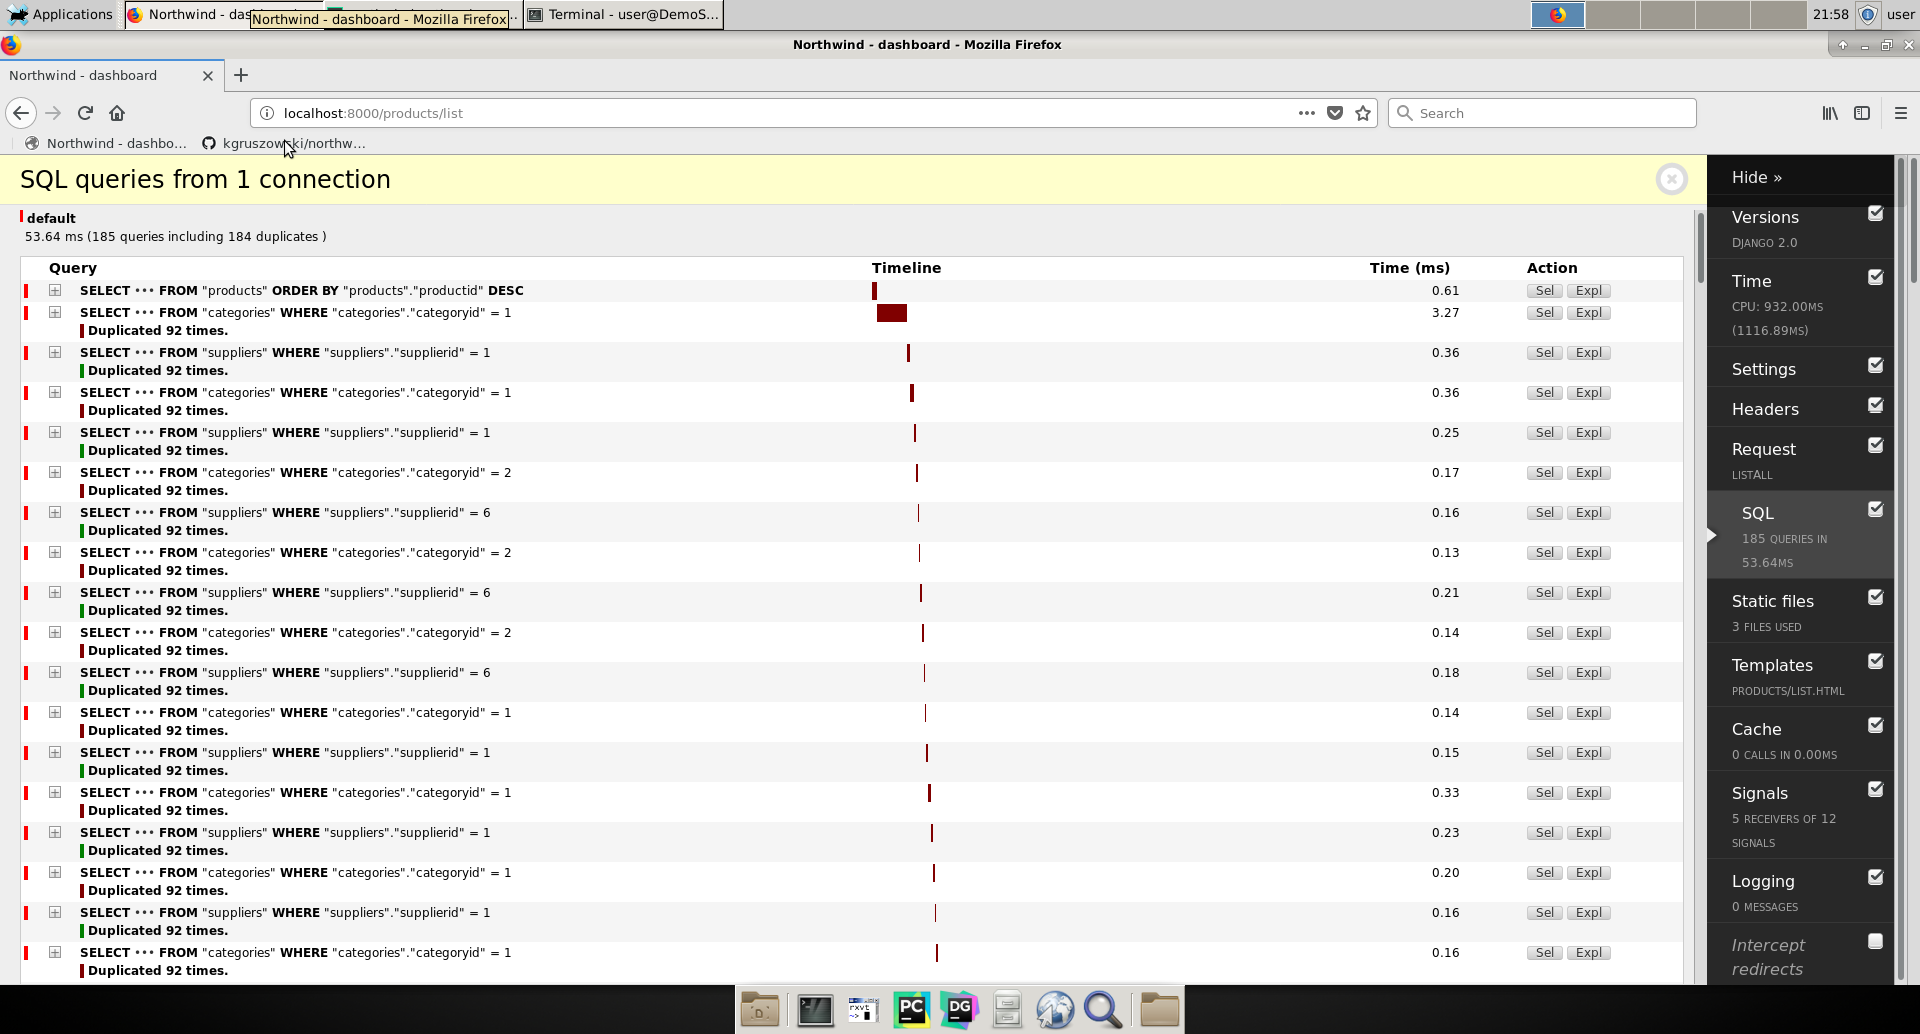 Applications
Northwind - das
Terminal - user@DemoS...
21:58
user
Northwind - dashboard - Mozilla Firefox
Northwind - dashboard - Mozilla Firefox
Northwind - dashboard
localhost:8000/products/list
Search
Northwind - dashbo...
kgruszowski/northw...
SQL queries from 1 connection
default
53.64 ms (185 queries including 184 duplicates )
Query Timeline Time (ms) Action
SELECT ••• FROM "products" ORDER BY "products"."productid" DESC 0.61 Sel Expl
SELECT ••• FROM "categories" WHERE "categories"."categoryid" = 1 3.27 Sel Expl
Duplicated 92 times.
SELECT ••• FROM "suppliers" WHERE "suppliers"."supplierid" = 1 0.36 Sel Expl
Duplicated 92 times.
SELECT ••• FROM "categories" WHERE "categories"."categoryid" = 1 0.36 Sel Expl
Duplicated 92 times.
SELECT ••• FROM "suppliers" WHERE "suppliers"."supplierid" = 1 0.25 Sel Expl
Duplicated 92 times.
SELECT ••• FROM "categories" WHERE "categories"."categoryid" = 2 0.17 Sel Expl
Duplicated 92 times.
SELECT ••• FROM "suppliers" WHERE "suppliers"."supplierid" = 6 0.16 Sel Expl
Duplicated 92 times.
SELECT ••• FROM "categories" WHERE "categories"."categoryid" = 2 0.13 Sel Expl
Duplicated 92 times.
SELECT ••• FROM "suppliers" WHERE "suppliers"."supplierid" = 6 0.21 Sel Expl
Duplicated 92 times.
SELECT ••• FROM "categories" WHERE "categories"."categoryid" = 2 0.14 Sel Expl
Duplicated 92 times.
SELECT ••• FROM "suppliers" WHERE "suppliers"."supplierid" = 6 0.18 Sel Expl
Duplicated 92 times.
SELECT ••• FROM "categories" WHERE "categories"."categoryid" = 1 0.14 Sel Expl
Duplicated 92 times.
SELECT ••• FROM "suppliers" WHERE "suppliers"."supplierid" = 1 0.15 Sel Expl
Duplicated 92 times.
SELECT ••• FROM "categories" WHERE "categories"."categoryid" = 1 0.33 Sel Expl
Duplicated 92 times.
SELECT ••• FROM "suppliers" WHERE "suppliers"."supplierid" = 1 0.23 Sel Expl
Duplicated 92 times.
SELECT ••• FROM "categories" WHERE "categories"."categoryid" = 1 0.20 Sel Expl
Duplicated 92 times.
SELECT ••• FROM "suppliers" WHERE "suppliers"."supplierid" = 1 0.16 Sel Expl
Duplicated 92 times.
SELECT ••• FROM "categories" WHERE "categories"."categoryid" = 1 0.16 Sel Expl
Duplicated 92 times.
Hide »
Versions
DJANGO 2.0
Time
CPU: 932.00MS
(1116.89MS)
Settings
Headers
Request
LISTALL
SQL
185 QUERIES IN
53.64MS
Static files
3 FILES USED
Templates
PRODUCTS/LIST.HTML
Cache
0 CALLS IN 0.00MS
Signals
5 RECEIVERS OF 12
SIGNALS
Logging
0 MESSAGES
Intercept
redirects
D
rxvt
PC
DG